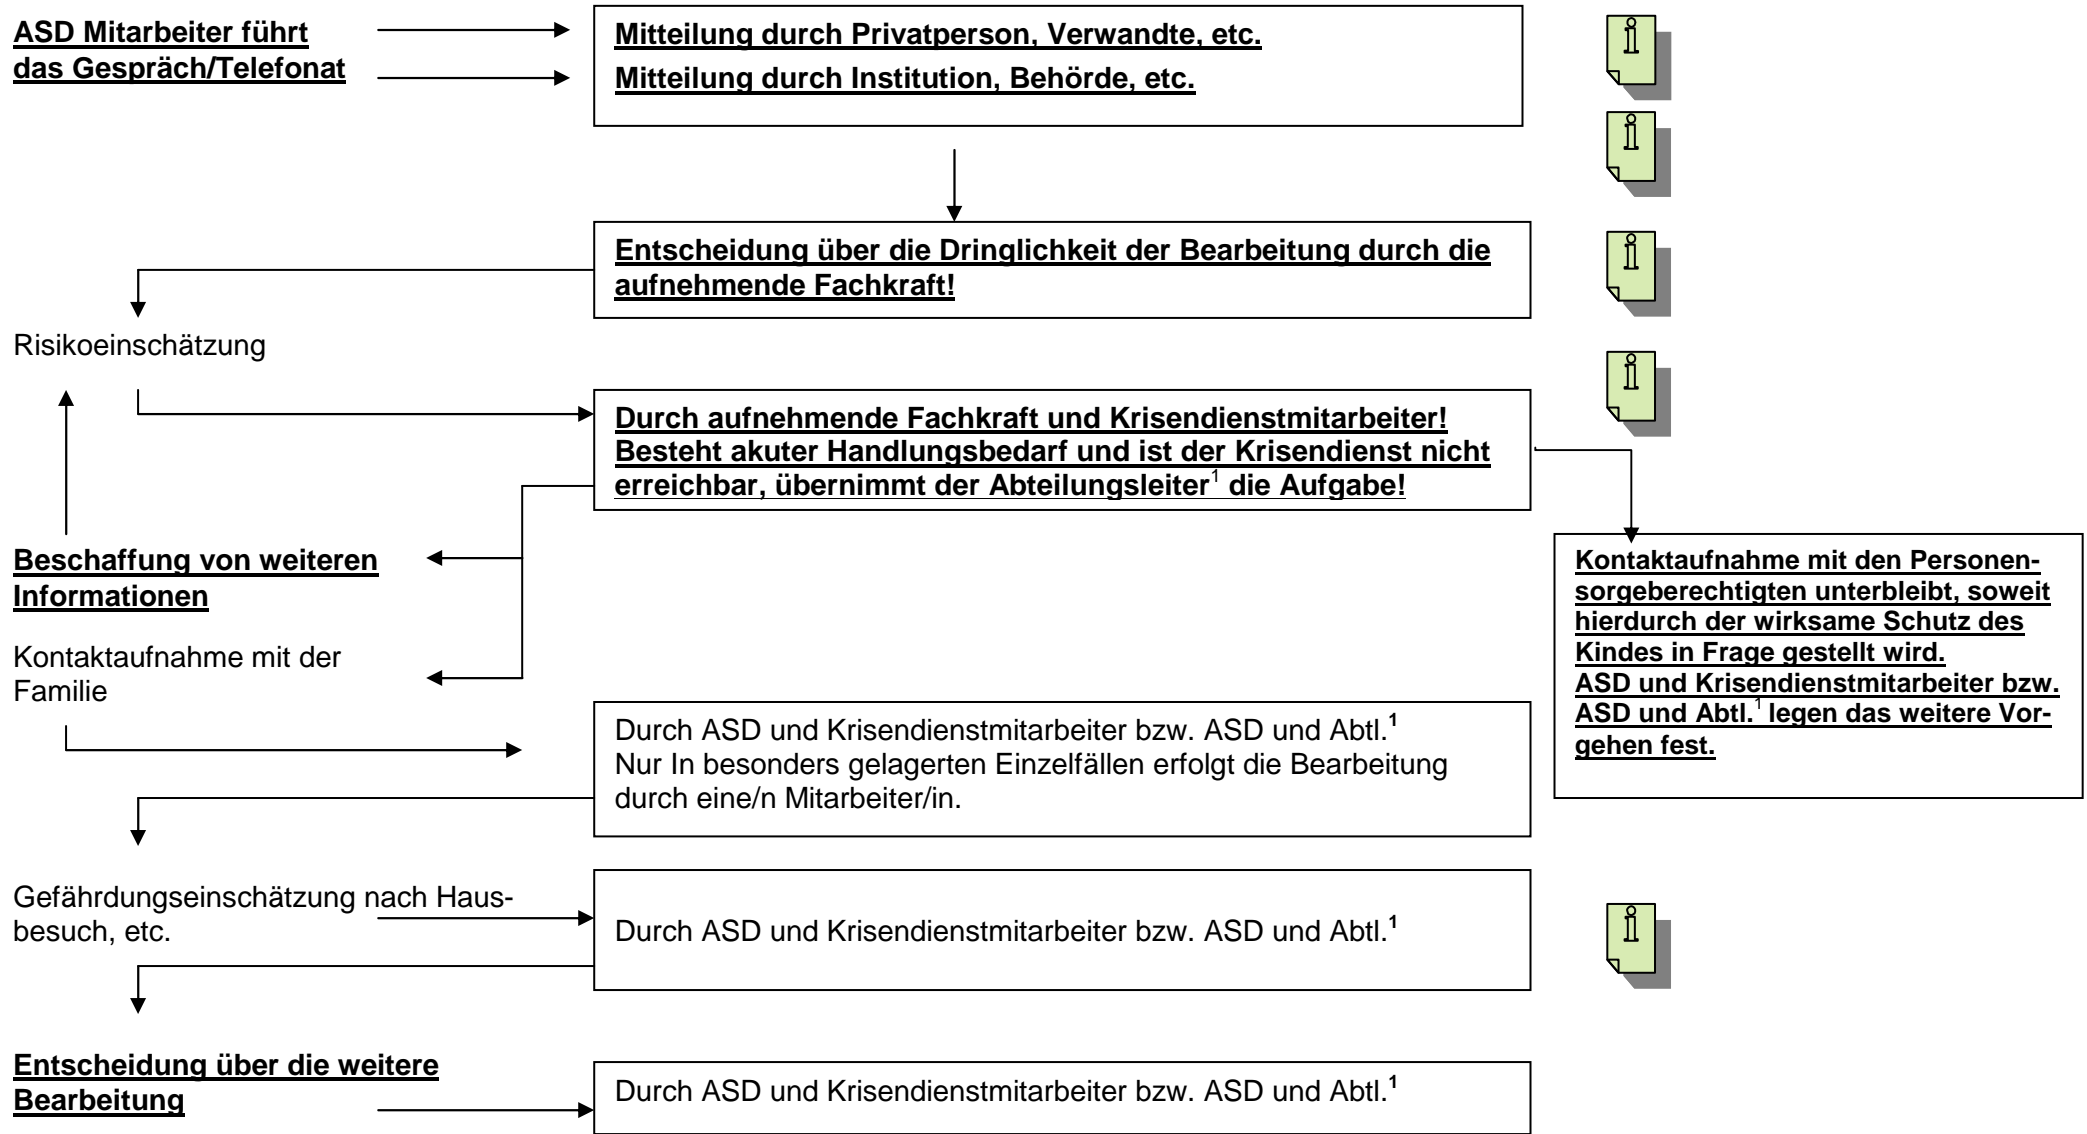 ASD Mitarbeiter führt
das Gespräch/Telefonat
Mitteilung durch Privatperson, Verwandte, etc.
Mitteilung durch Institution, Behörde, etc.
i
i
Entscheidung über die Dringlichkeit der Bearbeitung durch die
aufnehmende Fachkraft!
i
Risikoeinschätzung
i
Durch aufnehmende Fachkraft und Krisendienstmitarbeiter!
Besteht akuter Handlungsbedarf und ist der Krisendienst nicht
erreichbar, übernimmt der Abteilungsleiter¹ die Aufgabe!
Beschaffung von weiteren
Informationen
Kontaktaufnahme mit der
Familie
Kontaktaufnahme mit den Personen-
sorgeberechtigten unterbleibt, soweit
hierdurch der wirksame Schutz des
Kindes in Frage gestellt wird.
ASD und Krisendienstmitarbeiter bzw.
ASD und Abtl.¹ legen das weitere Vor-
gehen fest.
Durch ASD und Krisendienstmitarbeiter bzw. ASD und Abtl.¹
Nur In besonders gelagerten Einzelfällen erfolgt die Bearbeitung
durch eine/n Mitarbeiter/in.
Gefährdungseinschätzung nach Haus-
besuch, etc.
Durch ASD und Krisendienstmitarbeiter bzw. ASD und Abtl.¹
i
Entscheidung über die weitere
Bearbeitung
Durch ASD und Krisendienstmitarbeiter bzw. ASD und Abtl.¹